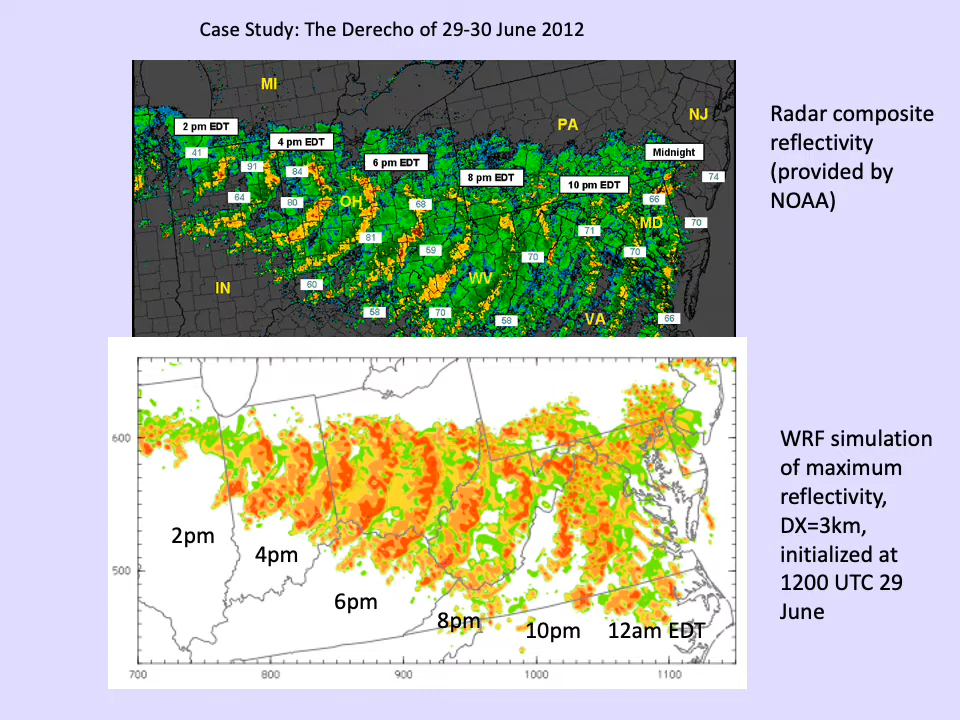 Case Study: The Derecho of 29-30 June 2012
MI
NJ
PA
2 pm EDT
4 pm EDT
6 pm EDT
8 pm EDT
10 pm EDT
Midnight
41
91
84
74
64
80
OH
68
66
MD
70
81
71
59
70
70
IN
60
WV
58
70
58
VA
66
Radar composite
reflectivity
(provided by
NOAA)
600
500
2pm
4pm
6pm
8pm
10pm
12am EDT
700
800
900
1000
1100
WRF simulation
of maximum
reflectivity,
DX=3km,
initialized at
1200 UTC 29
June